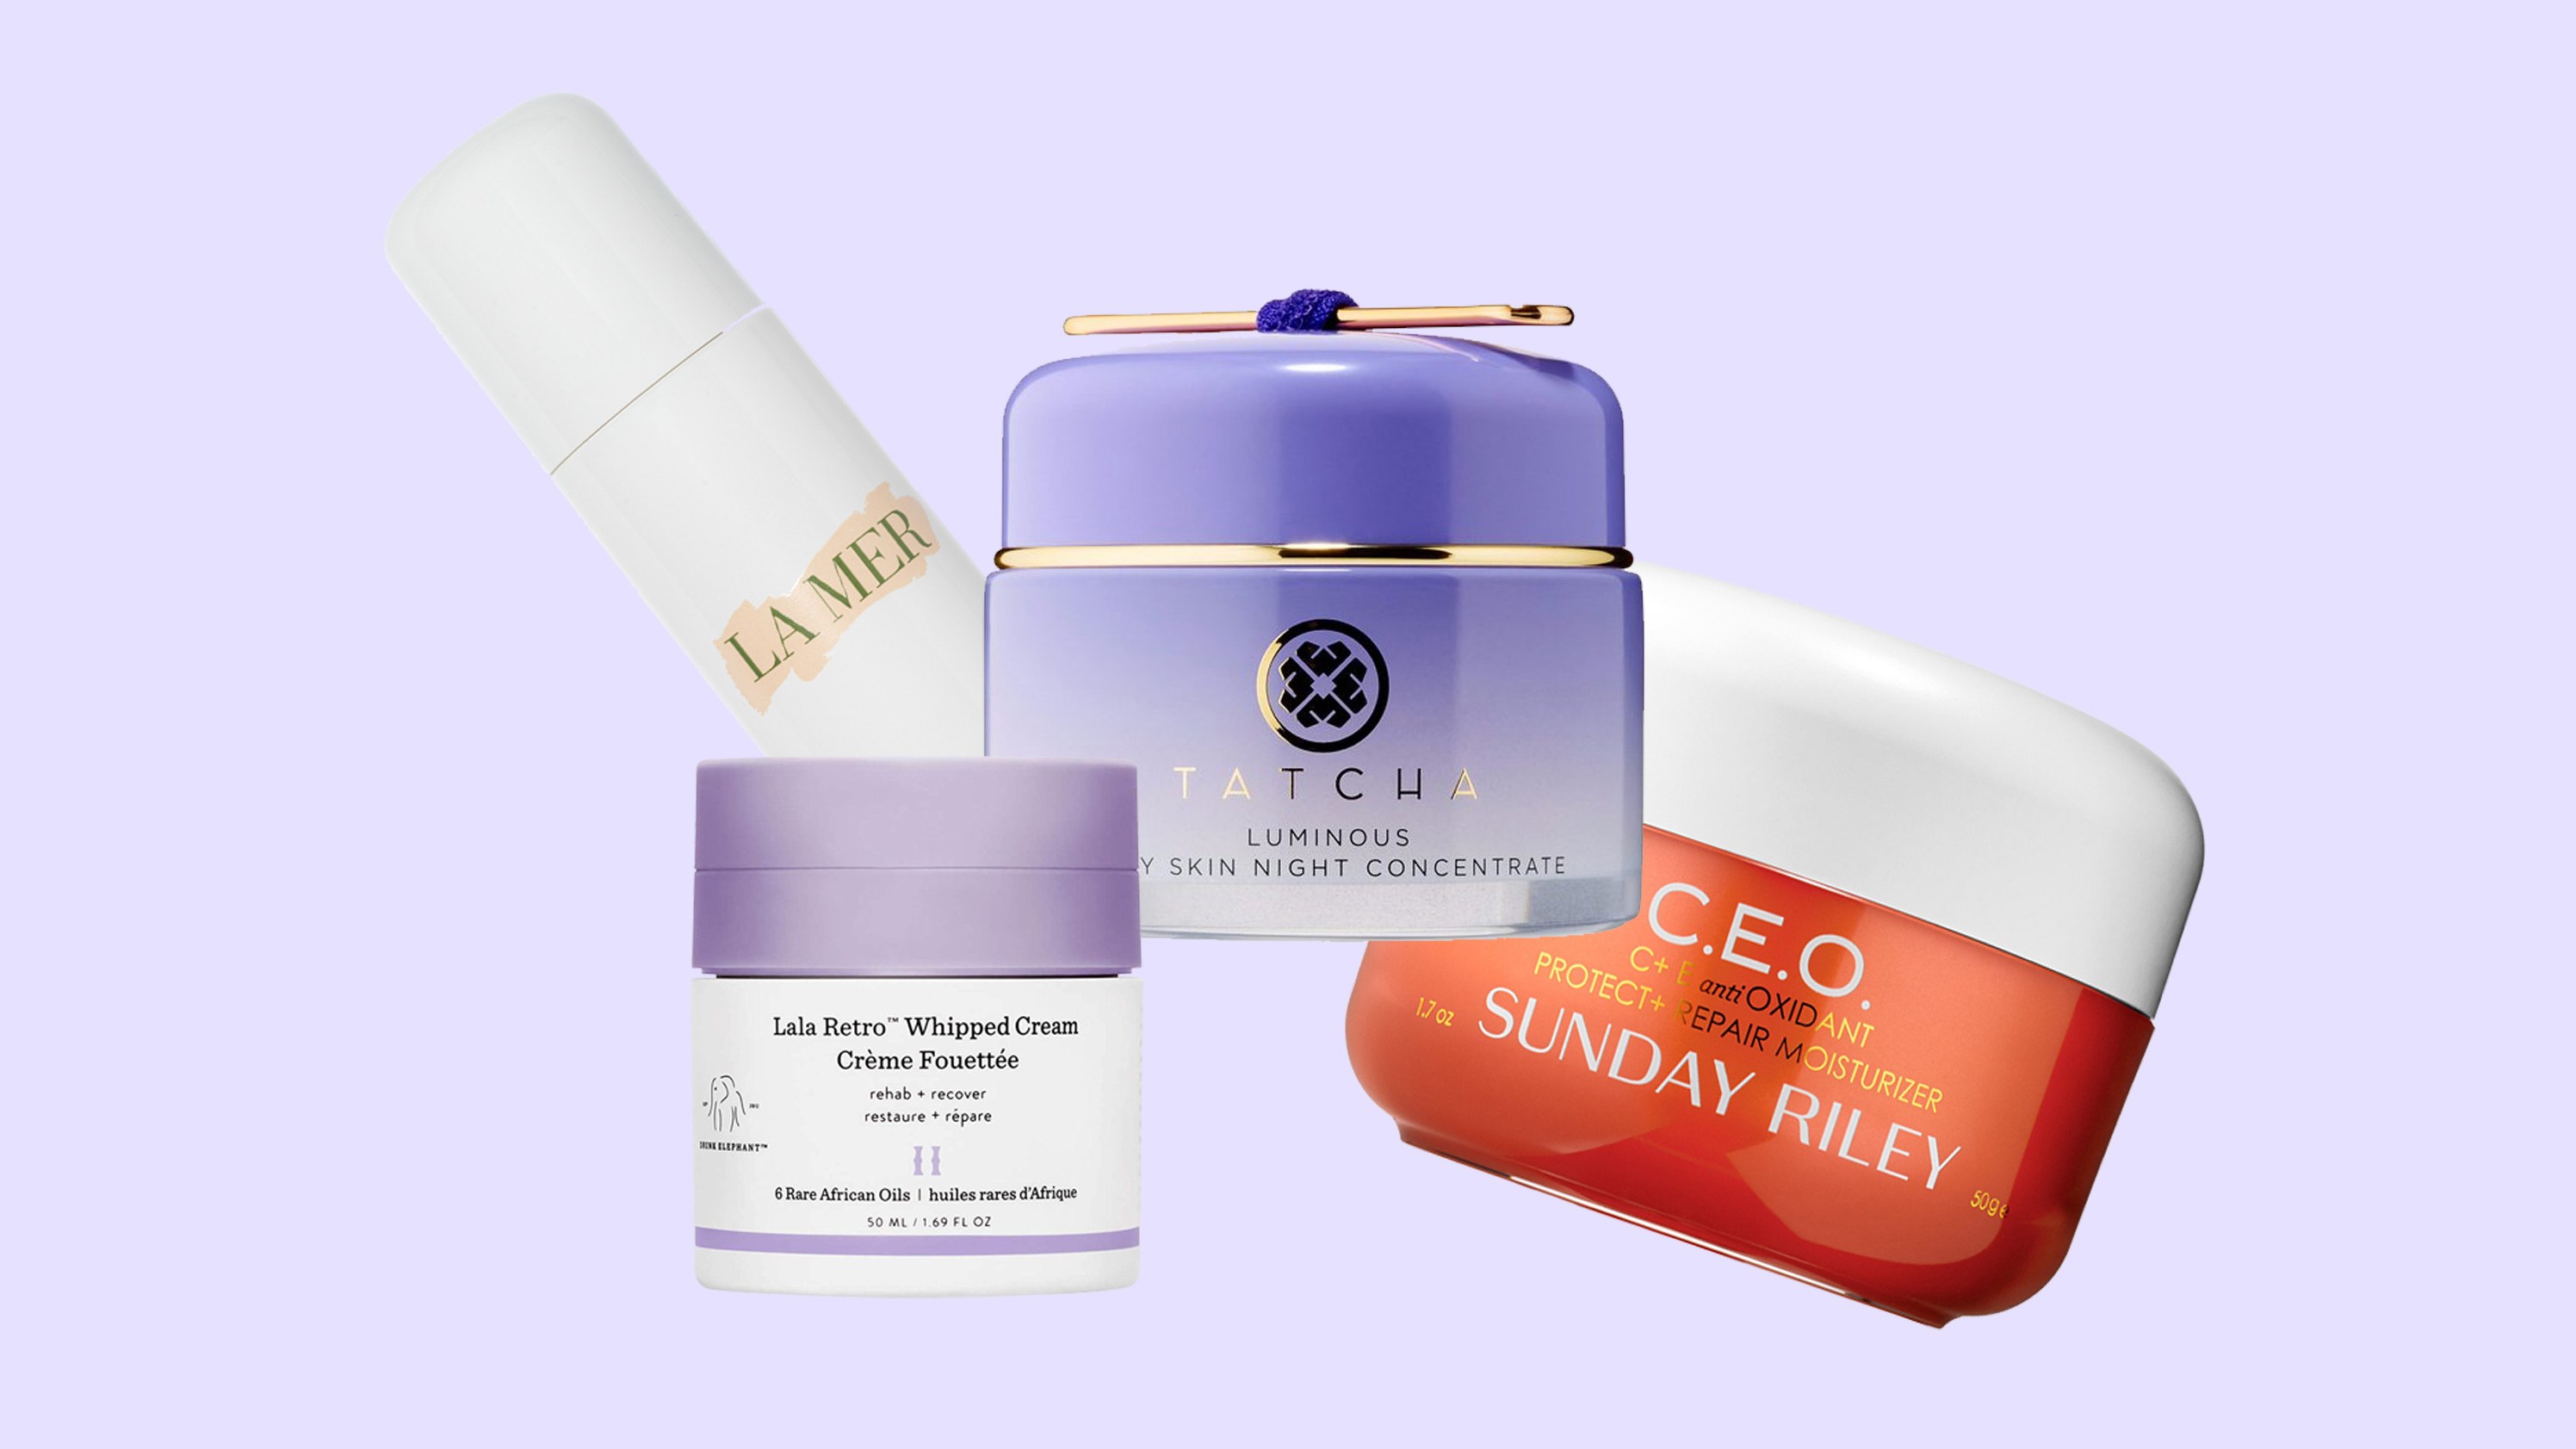 LA MER
TATCHA
LUMINOUS
Y SKIN NIGHT CONCENTRATE
Lala Retro™ Whipped Cream
Crème Fouettée
rehab + recover
restaure + répare
DRUNK ELEPHANT™
6 Rare African Oils | huiles rares d'Afrique
50 ML / 1.69 FL OZ
C.E.O.
C+ E antiOXIDANT
PROTECT+ REPAIR MOISTURIZER
1.7 oz
SUNDAY RILEY
50g e